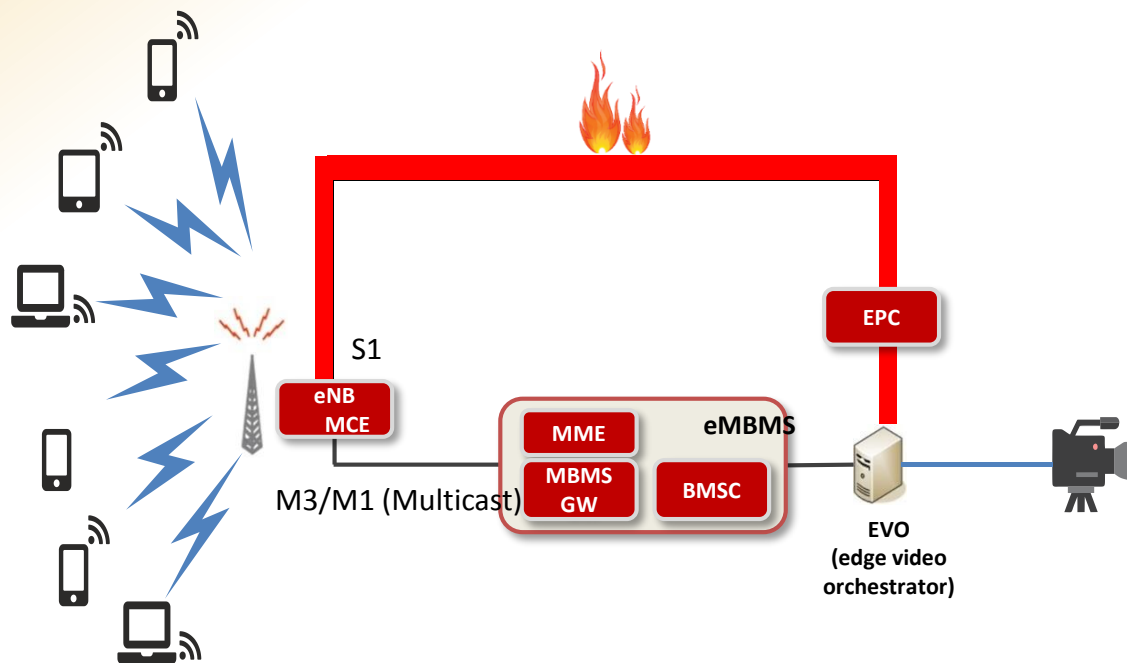 EPC
S1
eNB
MCE
MME
eMBMS
MBMS
GW
BMSC
M3/M1 (Multicast)
EVO
(edge video
orchestrator)